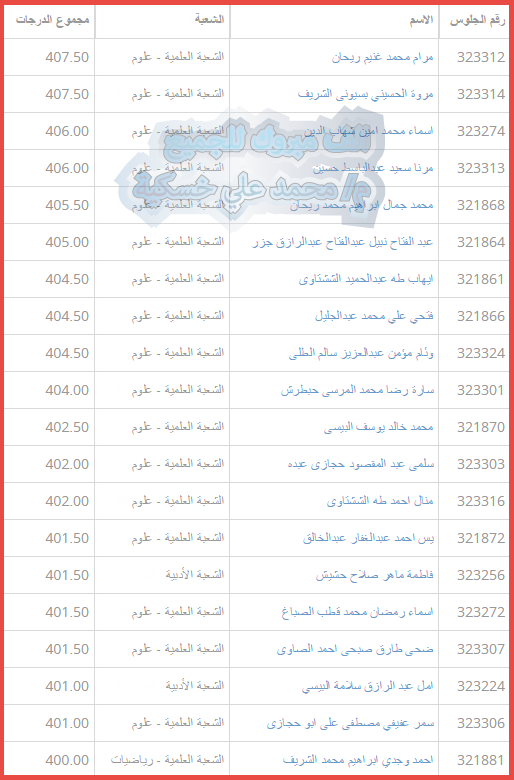 رقم الجلوس الاسم الشعبة مجموع الدرجات
323312 مرام محمد غنيم ريحان الشعبة العلمية - علوم 407.50
323314 مروة الحسيني بسيونى الشريف الشعبة العلمية - علوم 407.50
323274 اسماء محمد امين شهاب الدين الشعبة العلمية - علوم 406.00
323313 مرنا سعيد عبدالباسط حسين الشعبة العلمية - علوم 406.00
321868 محمد جمال ابراهيم محمد ريحان الشعبة العلمية - علوم 405.50
321864 عبد الفتاح نبيل عبدالفتاح عبدالرازق جزر الشعبة العلمية - علوم 405.00
321861 ايهاب طه عبدالحميد الششتاوى الشعبة العلمية - علوم 404.50
321866 فتحي علي محمد عبدالجليل الشعبة العلمية - علوم 404.50
323324 وئام مؤمن عبدالعزيز سالم الطلى الشعبة العلمية - علوم 404.50
323301 سارة رضا محمد المرسى حبطرش الشعبة العلمية - علوم 404.00
321870 محمد خالد يوسف البيسى الشعبة العلمية - علوم 402.50
323303 سلمى عبد المقصود حجازى عبده الشعبة العلمية - علوم 402.00
323316 منال احمد طه الششتاوى الشعبة العلمية - علوم 402.00
321872 يس احمد عبدالغفار عبدالخالق الشعبة العلمية - علوم 401.50
323256 فاطمة ماهر صلاح حشيش الشعبة الأدبية 401.50
323272 اسماء رمضان محمد قطب الصباغ الشعبة العلمية - علوم 401.50
323307 ضحى طارق صبحى احمد الصاوى الشعبة العلمية - علوم 401.50
323224 امل عبد الرازق سلامة البيسي الشعبة الأدبية 401.00
323306 سمر عفيفي مصطفى على ابو حجازى الشعبة العلمية - علوم 401.00
321881 احمد وجدي ابراهيم محمد الشريف الشعبة العلمية - رياضيات 400.00
مبروك للجميع
م/ محمد علي